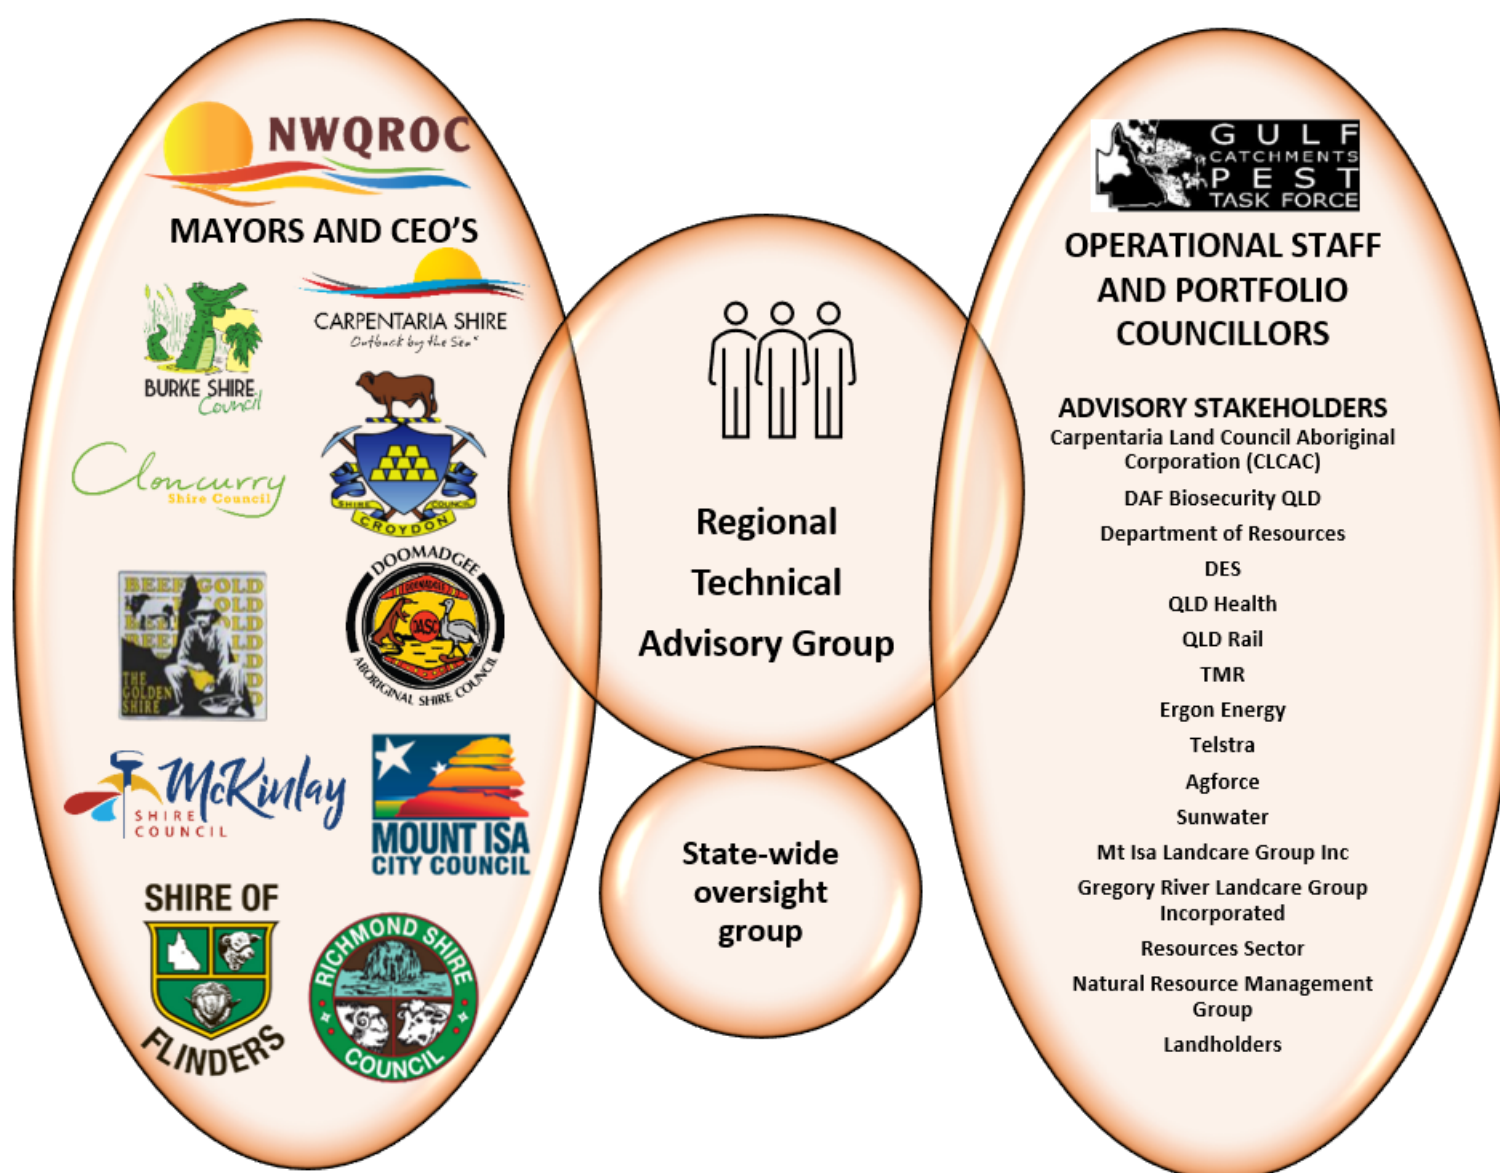 NWQROC
MAYORS AND CEO'S
BURKE SHIRE
Council
CARPENTARIA SHIRE
Outback by the Sea
Cloncurry
Shire Council
SHIRE COUNCIL
CROYDON
BEEF GOLD
THE
GOLDEN
SHIRE
DOOMADGEE
DASC
ABORIGINAL SHIRE COUNCIL
McKinlay
SHIRE
COUNCIL
MOUNT ISA
CITY COUNCIL
SHIRE OF
FLINDERS
RICHMOND SHIRE
COUNCIL
Regional
Technical
Advisory Group
State-wide
oversight
group
GULF
CATCHMENTS
PEST
TASK FORCE
OPERATIONAL STAFF
AND PORTFOLIO
COUNCILLORS
ADVISORY STAKEHOLDERS
Carpentaria Land Council Aboriginal
Corporation (CLCAC)
DAF Biosecurity QLD
Department of Resources
DES
QLD Health
QLD Rail
TMR
Ergon Energy
Telstra
Agforce
Sunwater
Mt Isa Landcare Group Inc
Gregory River Landcare Group
Incorporated
Resources Sector
Natural Resource Management
Group
Landholders